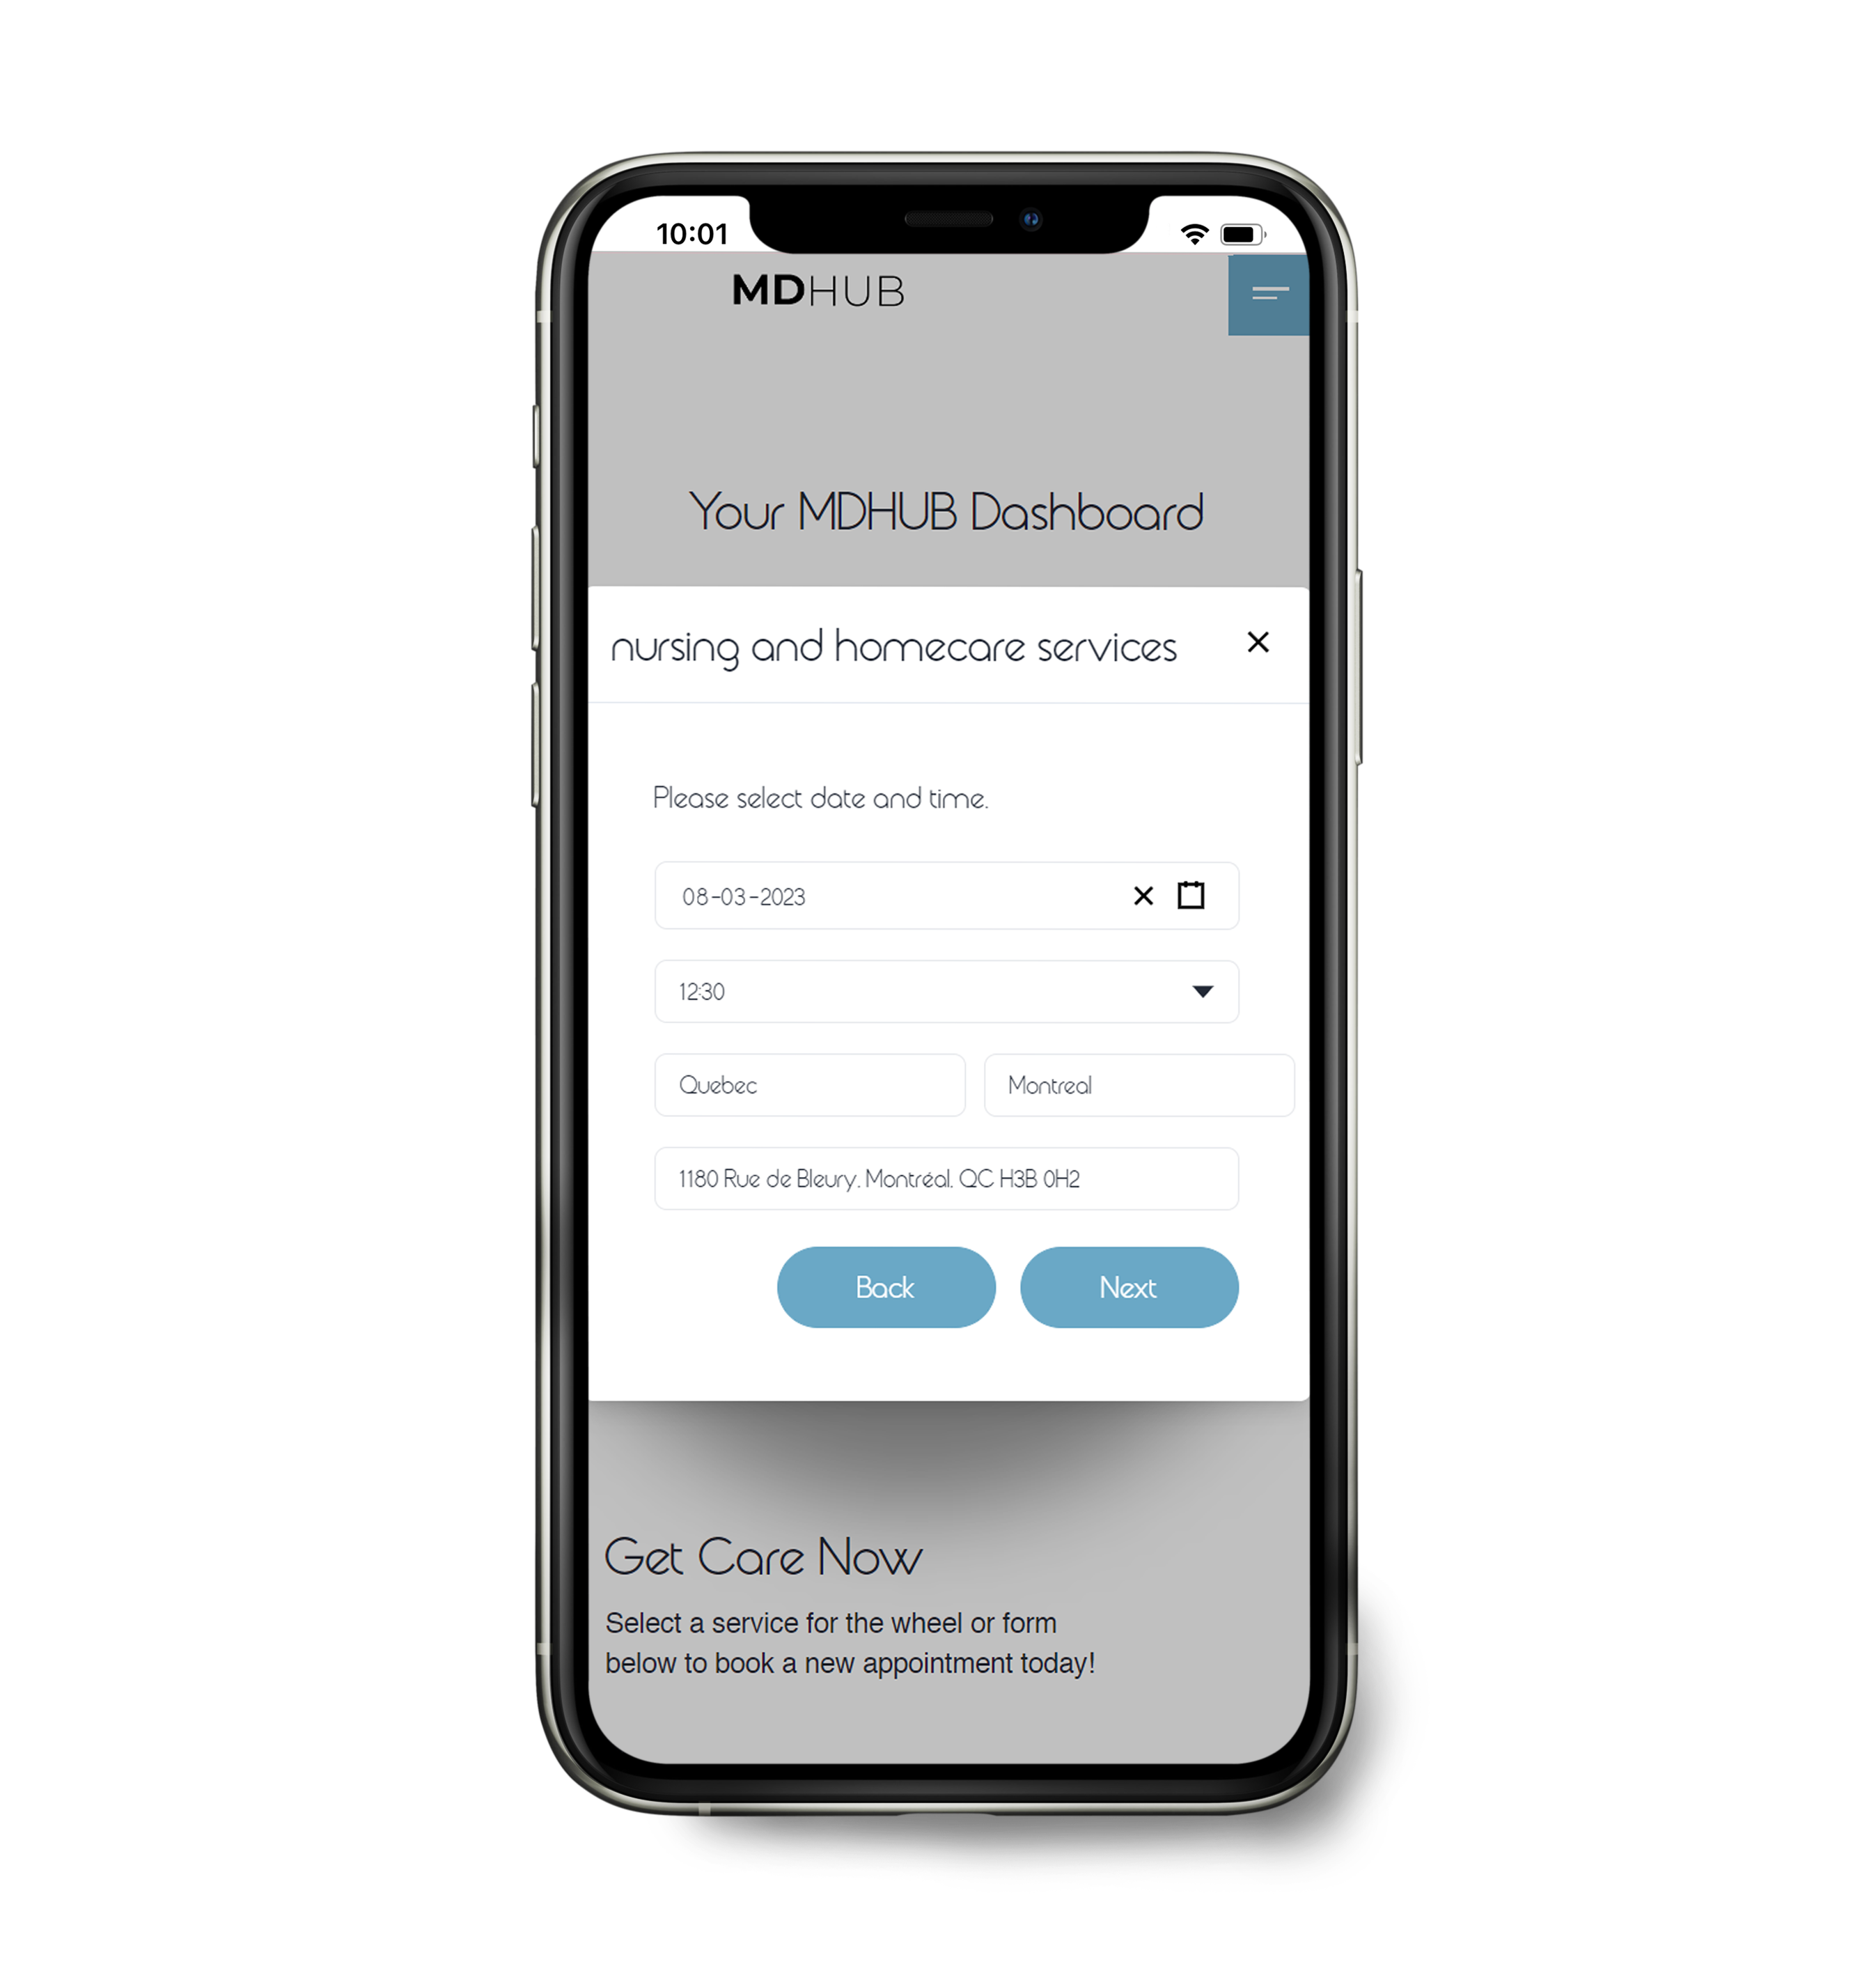 10:01
MDHUB
Your MDHUB Dashboard
nursing and homecare services
Please select date and time.
08-03-2023
12:30
Quebec
Montreal
1180 Rue de Bleury, Montréal, QC H3B 0H2
Back
Next
Get Care Now
Select a service for the wheel or form
below to book a new appointment today!